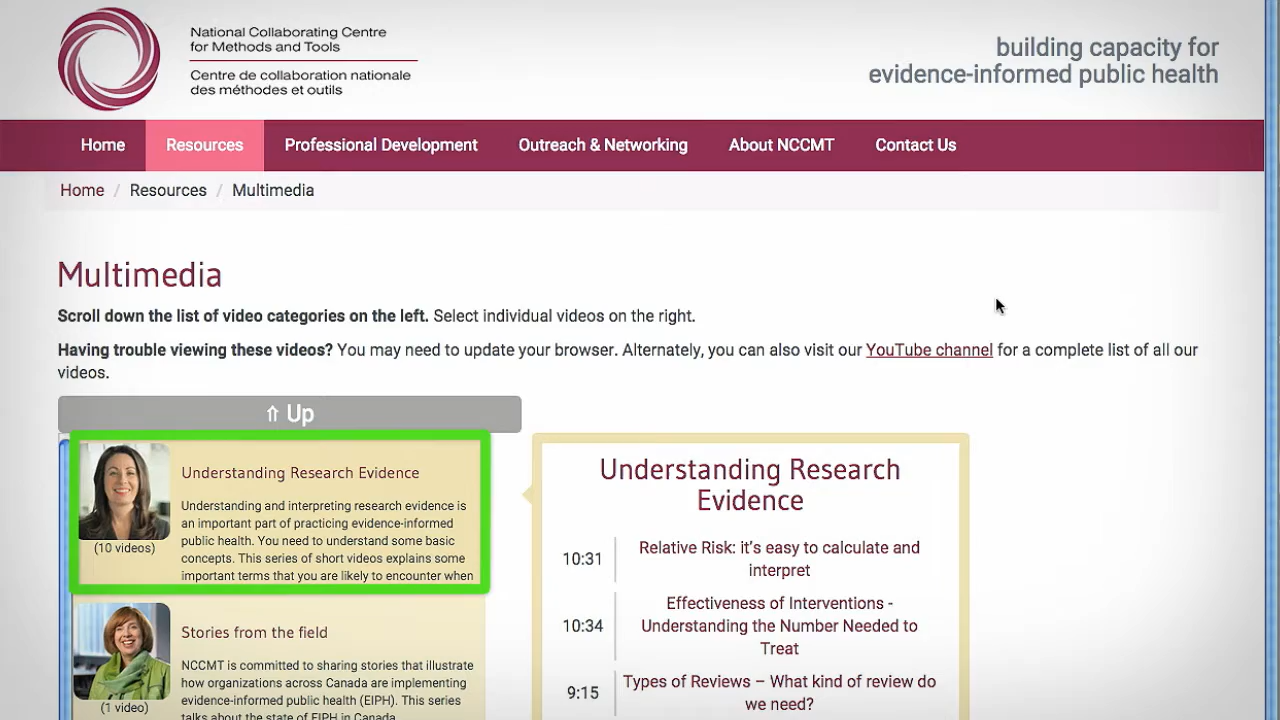 National Collaborating Centre
for Methods and Tools
Centre de collaboration nationale
des méthodes et outils
building capacity for
evidence-informed public health
Home
Resources
Professional Development
Outreach & Networking
About NCCMT
Contact Us
Home / Resources / Multimedia
Multimedia
Scroll down the list of video categories on the left. Select individual videos on the right.
Having trouble viewing these videos? You may need to update your browser. Alternately, you can also visit our YouTube channel for a complete list of all our
videos.
⇑ Up
Understanding Research Evidence
Understanding and interpreting research evidence is
an important part of practicing evidence-informed
public health. You need to understand some basic
concepts. This series of short videos explains some
important terms that you are likely to encounter when
(10 videos)
Stories from the field
NCCMT is committed to sharing stories that illustrate
how organizations across Canada are implementing
evidence-informed public health (EIPH). This series
talks about the state of EIPH in Canada
(1 video)
Understanding Research
Evidence
10:31
Relative Risk: it's easy to calculate and
interpret
10:34
Effectiveness of Interventions -
Understanding the Number Needed to
Treat
9:15
Types of Reviews – What kind of review do
we need?